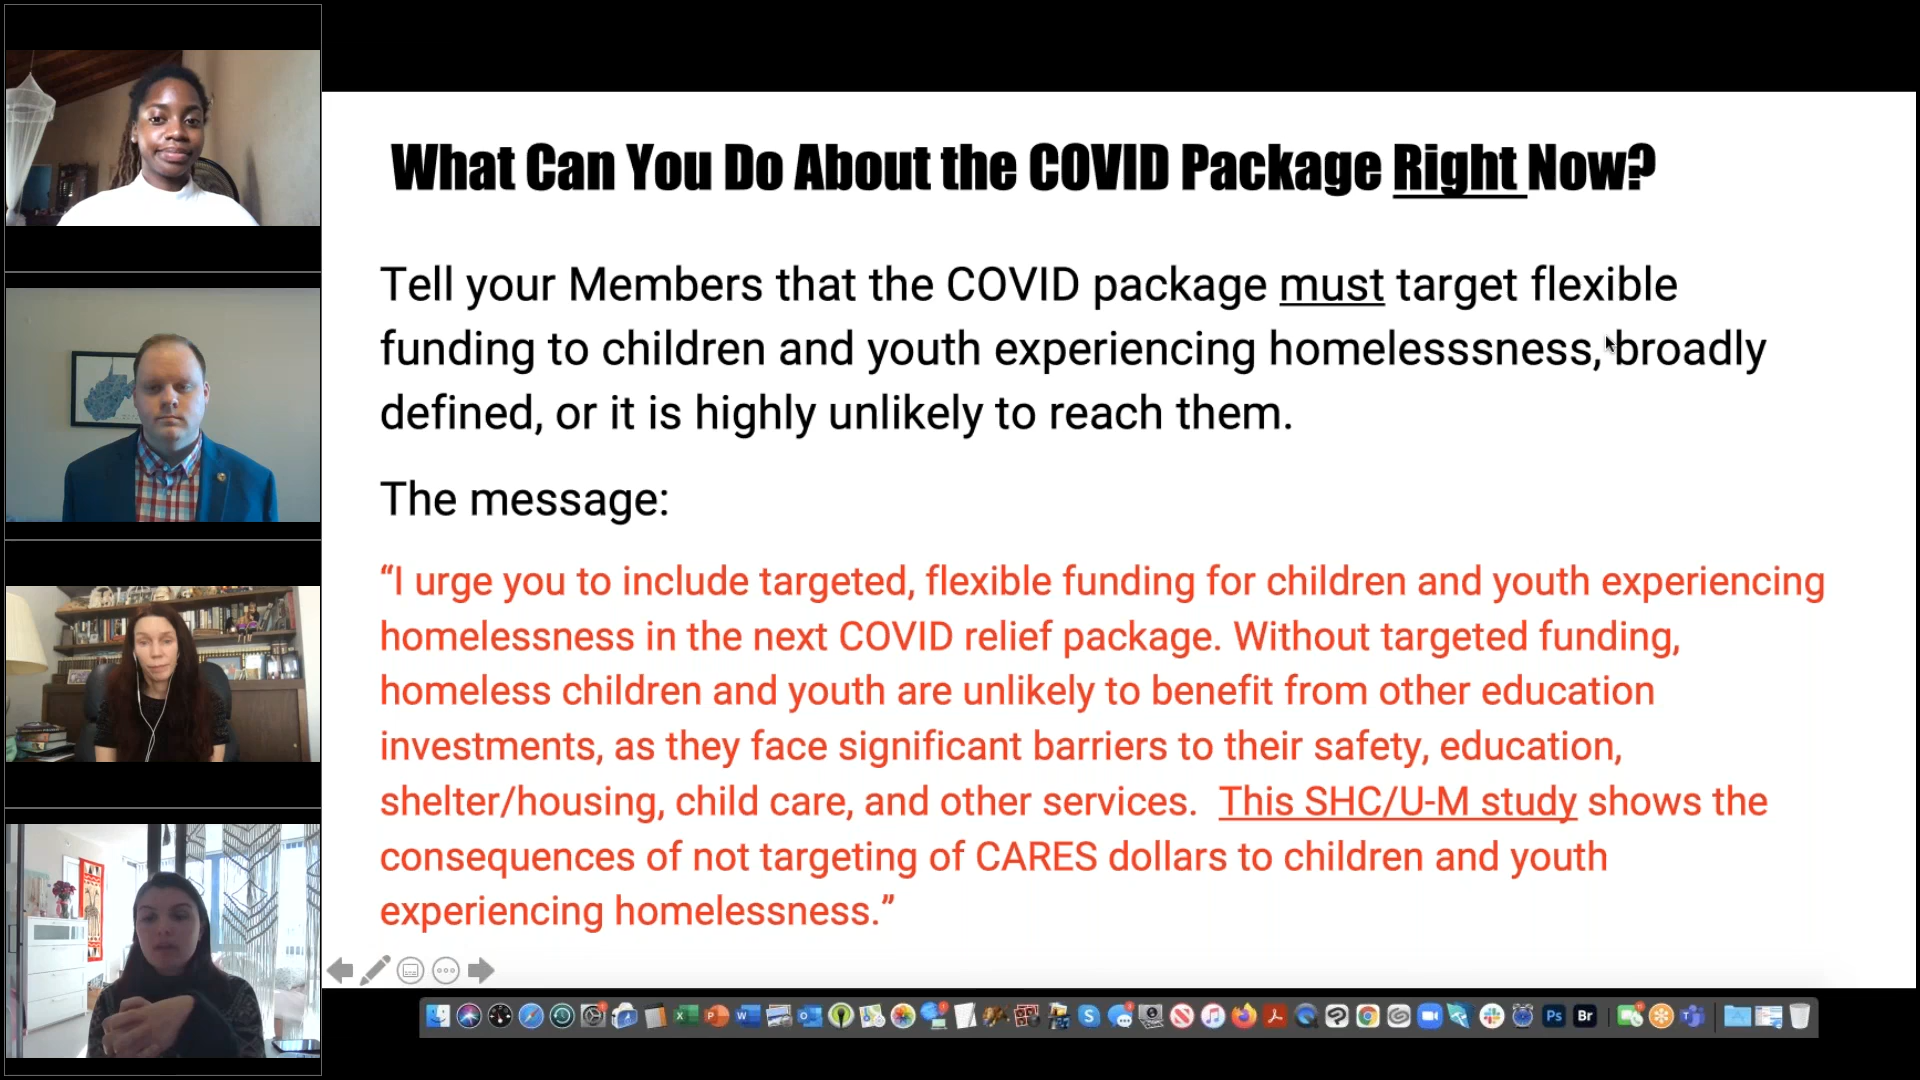 What Can You Do About the COVID Package Right Now?
Tell your Members that the COVID package must target flexible
funding to children and youth experiencing homelesssness, broadly
defined, or it is highly unlikely to reach them.
The message:
“I urge you to include targeted, flexible funding for children and youth experiencing
homelessness in the next COVID relief package. Without targeted funding,
homeless children and youth are unlikely to benefit from other education
investments, as they face significant barriers to their safety, education,
shelter/housing, child care, and other services. This SHC/U-M study shows the
consequences of not targeting of CARES dollars to children and youth
experiencing homelessness.”
Ps Br